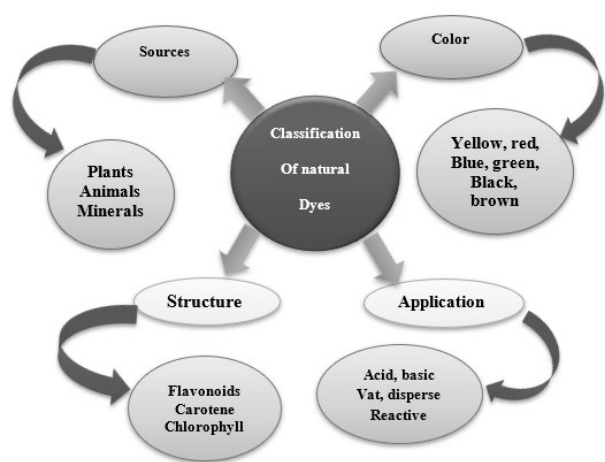 Sources
Color
Classification
Of natural
Dyes
Plants
Animals
Minerals
Yellow, red,
Blue, green,
Black,
brown
Structure
Application
Flavonoids
Carotene
Chlorophyll
Acid, basic
Vat, disperse
Reactive